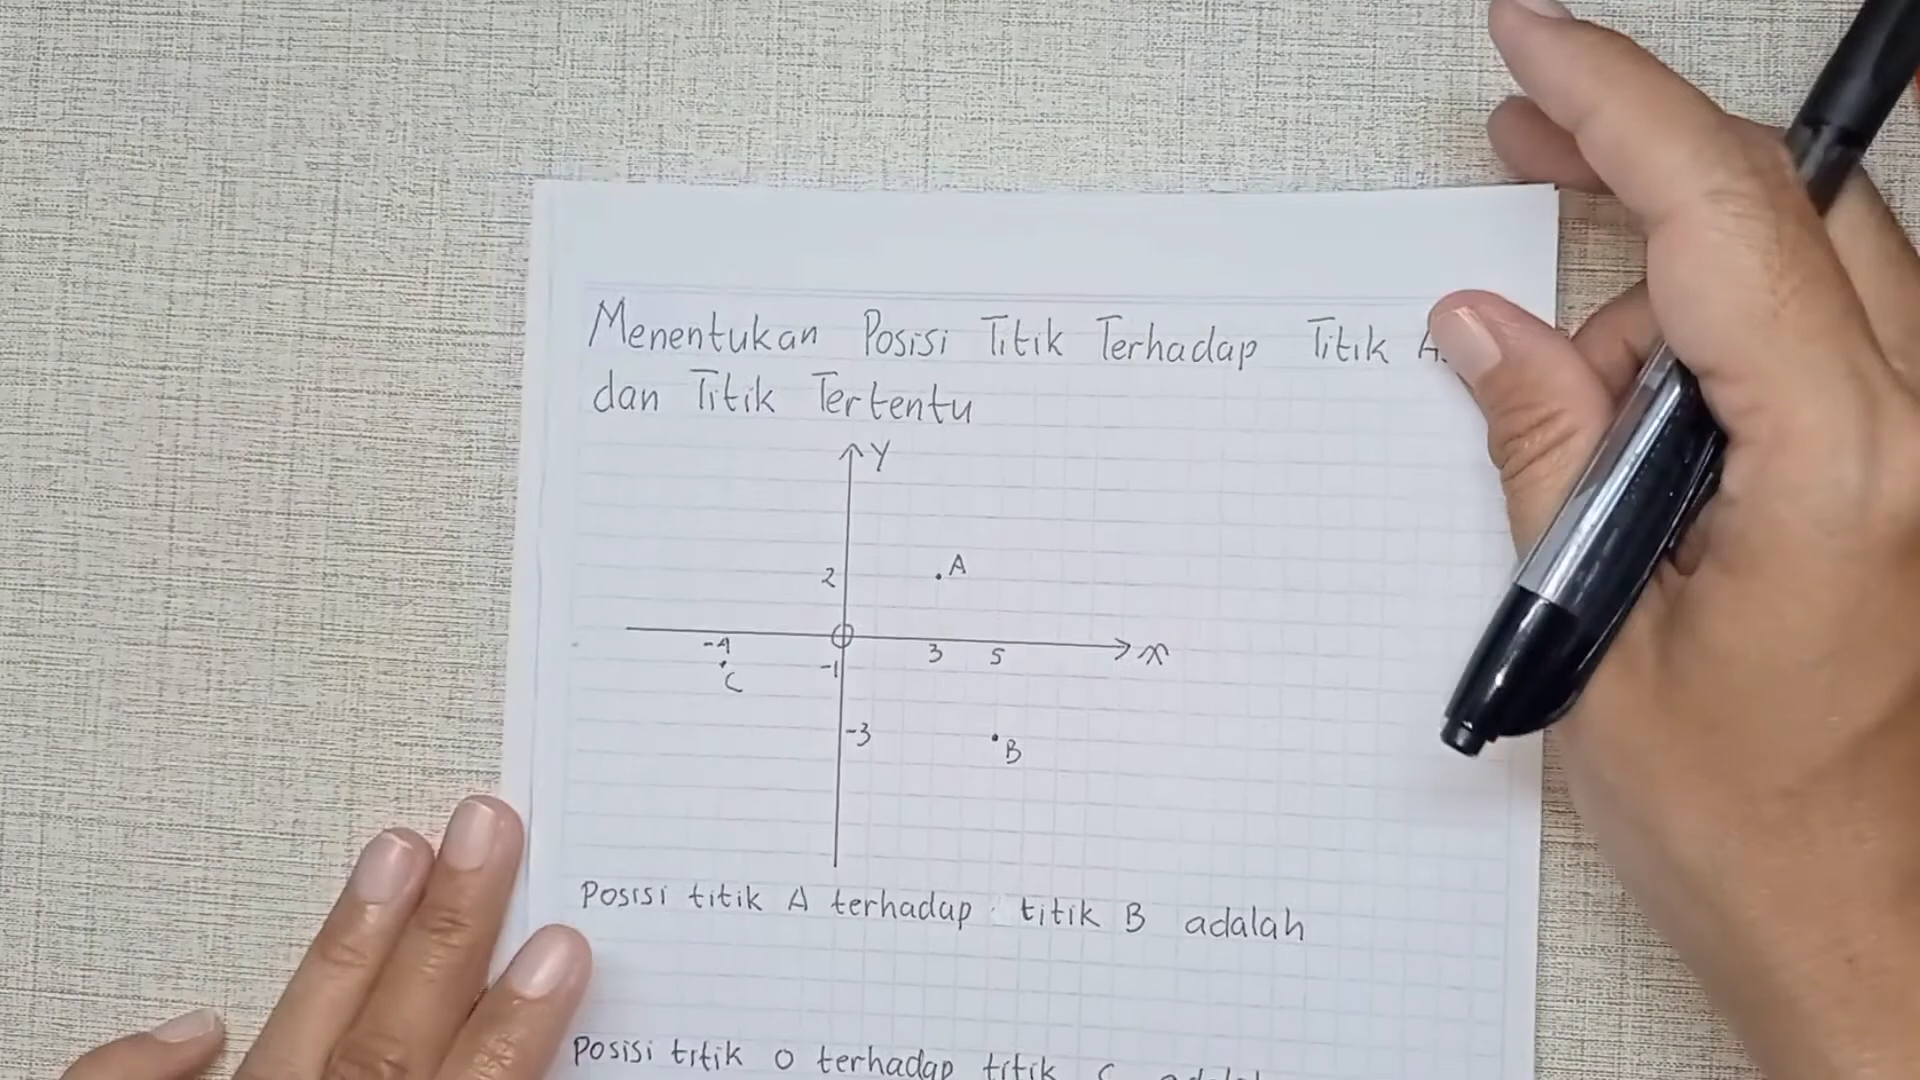 Menentukan Posisi Titik Terhadap Titik
dan Titik Tertentu
Y
A
2
-4
-1
3
5
X
C
-3
B
Posisi titik A terhadap titik B adalah
Posisi titik O terhadap titik C